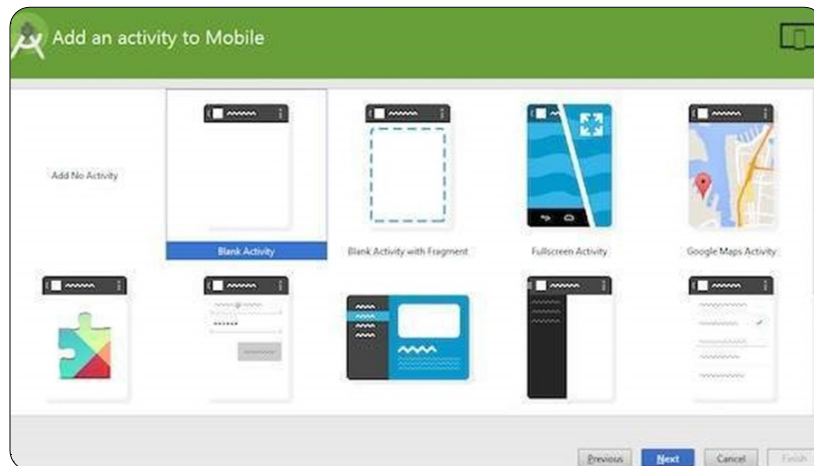 Add an activity to Mobile
Add No Activity
Blank Activity
Blank Activity with Fragment
Fullscreen Activity
Google Maps Activity
Previous
Next
Cancel
Finish